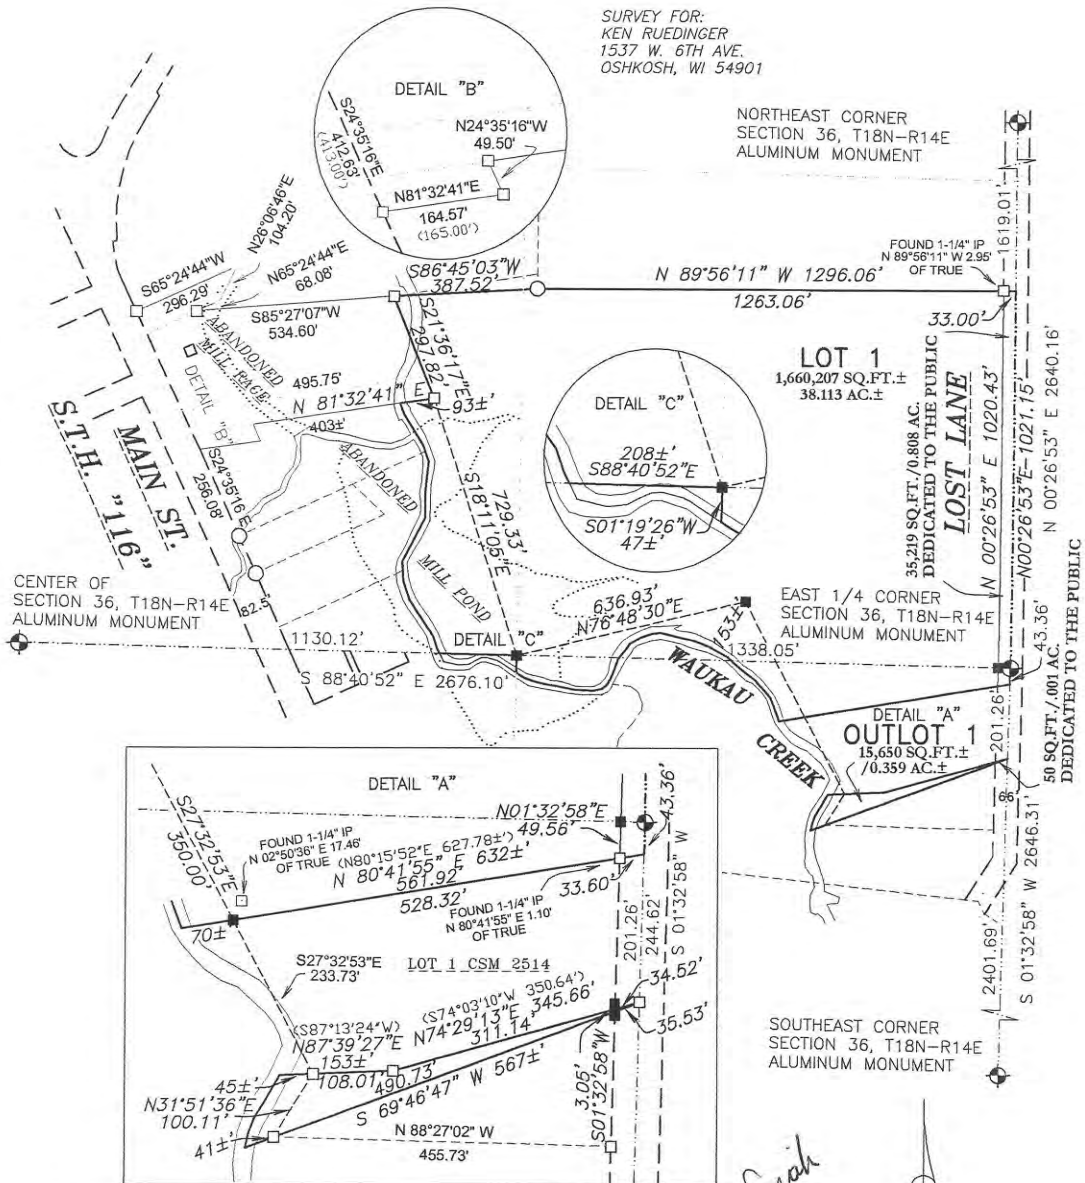 SURVEY FOR:
KEN RUEDINGER
1537 W. 6TH AVE.
OSHKOSH, WI 54901
DETAIL "B"
S24°35'16"E
412.63'
(413.00')
N24°35'16"W
49.50'
N81°32'41"E
164.57'
(165.00')
NORTHEAST CORNER
SECTION 36, T18N-R14E
ALUMINUM MONUMENT
1619.01'
FOUND 1-1/4" IP
N 89°56'11" W 2.95'
OF TRUE
N26°06'46"E
104.20'
S65°24'44"W
296.29'
N65°24'44"E
68.08'
S86°45'03"W
387.52'
N 89°56'11" W 1296.06'
1263.06'
33.00'
S85°27'07"W
534.60'
ABANDONED
MILL RACE
DETAIL "B"
S21°36'17"E
297.82'
495.75'
N 81°32'41" E
403±'
93±'
LOT 1
1,660,207 SQ.FT.±
38.113 AC.±
35,219 SQ.FT./0.808 AC.
DEDICATED TO THE PUBLIC
LOST LANE
N 00°26'53" E 1020.43'
N00°26'53"E-1021.15'
N 00°26'53" E 2640.16'
DETAIL "C"
208±'
S88°40'52"E
S01°19'26"W
47±'
S.T.H. "116"
MAIN ST.
S24°35'16"E
256.08'
82.5'
ABANDONED
MILL POND
729.33'
S18°11'05"E
CENTER OF
SECTION 36, T18N-R14E
ALUMINUM MONUMENT
1130.12'
S 88°40'52" E 2676.10'
DETAIL "C"
636.93'
N76°48'30"E
153±'
1338.05'
EAST 1/4 CORNER
SECTION 36, T18N-R14E
ALUMINUM MONUMENT
43.36'
50 SQ.FT./.001 AC.
DEDICATED TO THE PUBLIC
WAUKAU
CREEK
DETAIL "A"
OUTLOT 1
15,650 SQ.FT.±
/0.359 AC.±
201.26'
66'
2401.69'
S 01°32'58" W 2646.31'
DETAIL "A"
S27°32'53"E
350.00'
FOUND 1-1/4" IP
N 02°50'36" E 17.46'
OF TRUE
(N80°15'52"E 627.78±')
N 80°41'55" E 632±'
561.92'
528.32'
N01°32'58"E
49.56'
43.36'
33.60'
FOUND 1-1/4" IP
N 80°41'55" E 1.10'
OF TRUE
70±'
201.26'
244.62'
S 01°32'58" W
S27°32'53"E
233.73'
LOT 1 CSM 2514
(S74°03'10"W 350.64')
N74°29'13"E 345.66'
311.14'
34.52'
35.53'
(S87°13'24"W)
N87°39'27"E
153±'
108.01'
490.73'
S 69°46'47" W 567±'
45±'
N31°51'36"E
100.11'
41±'
3.05'
S01°32'58"W
N 88°27'02" W
455.73'
SOUTHEAST CORNER
SECTION 36, T18N-R14E
ALUMINUM MONUMENT